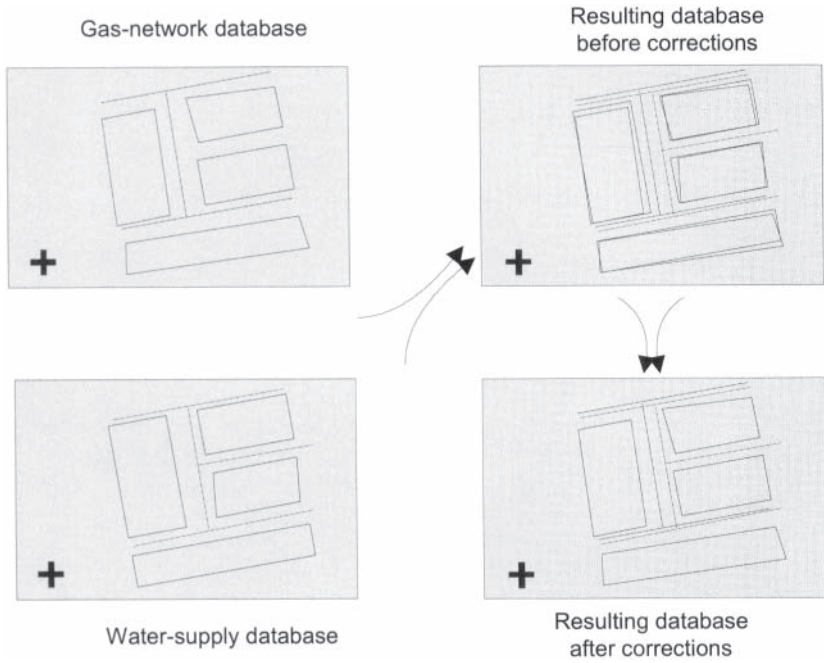 Gas-network database
Resulting database
before corrections
Water-supply database
Resulting database
after corrections